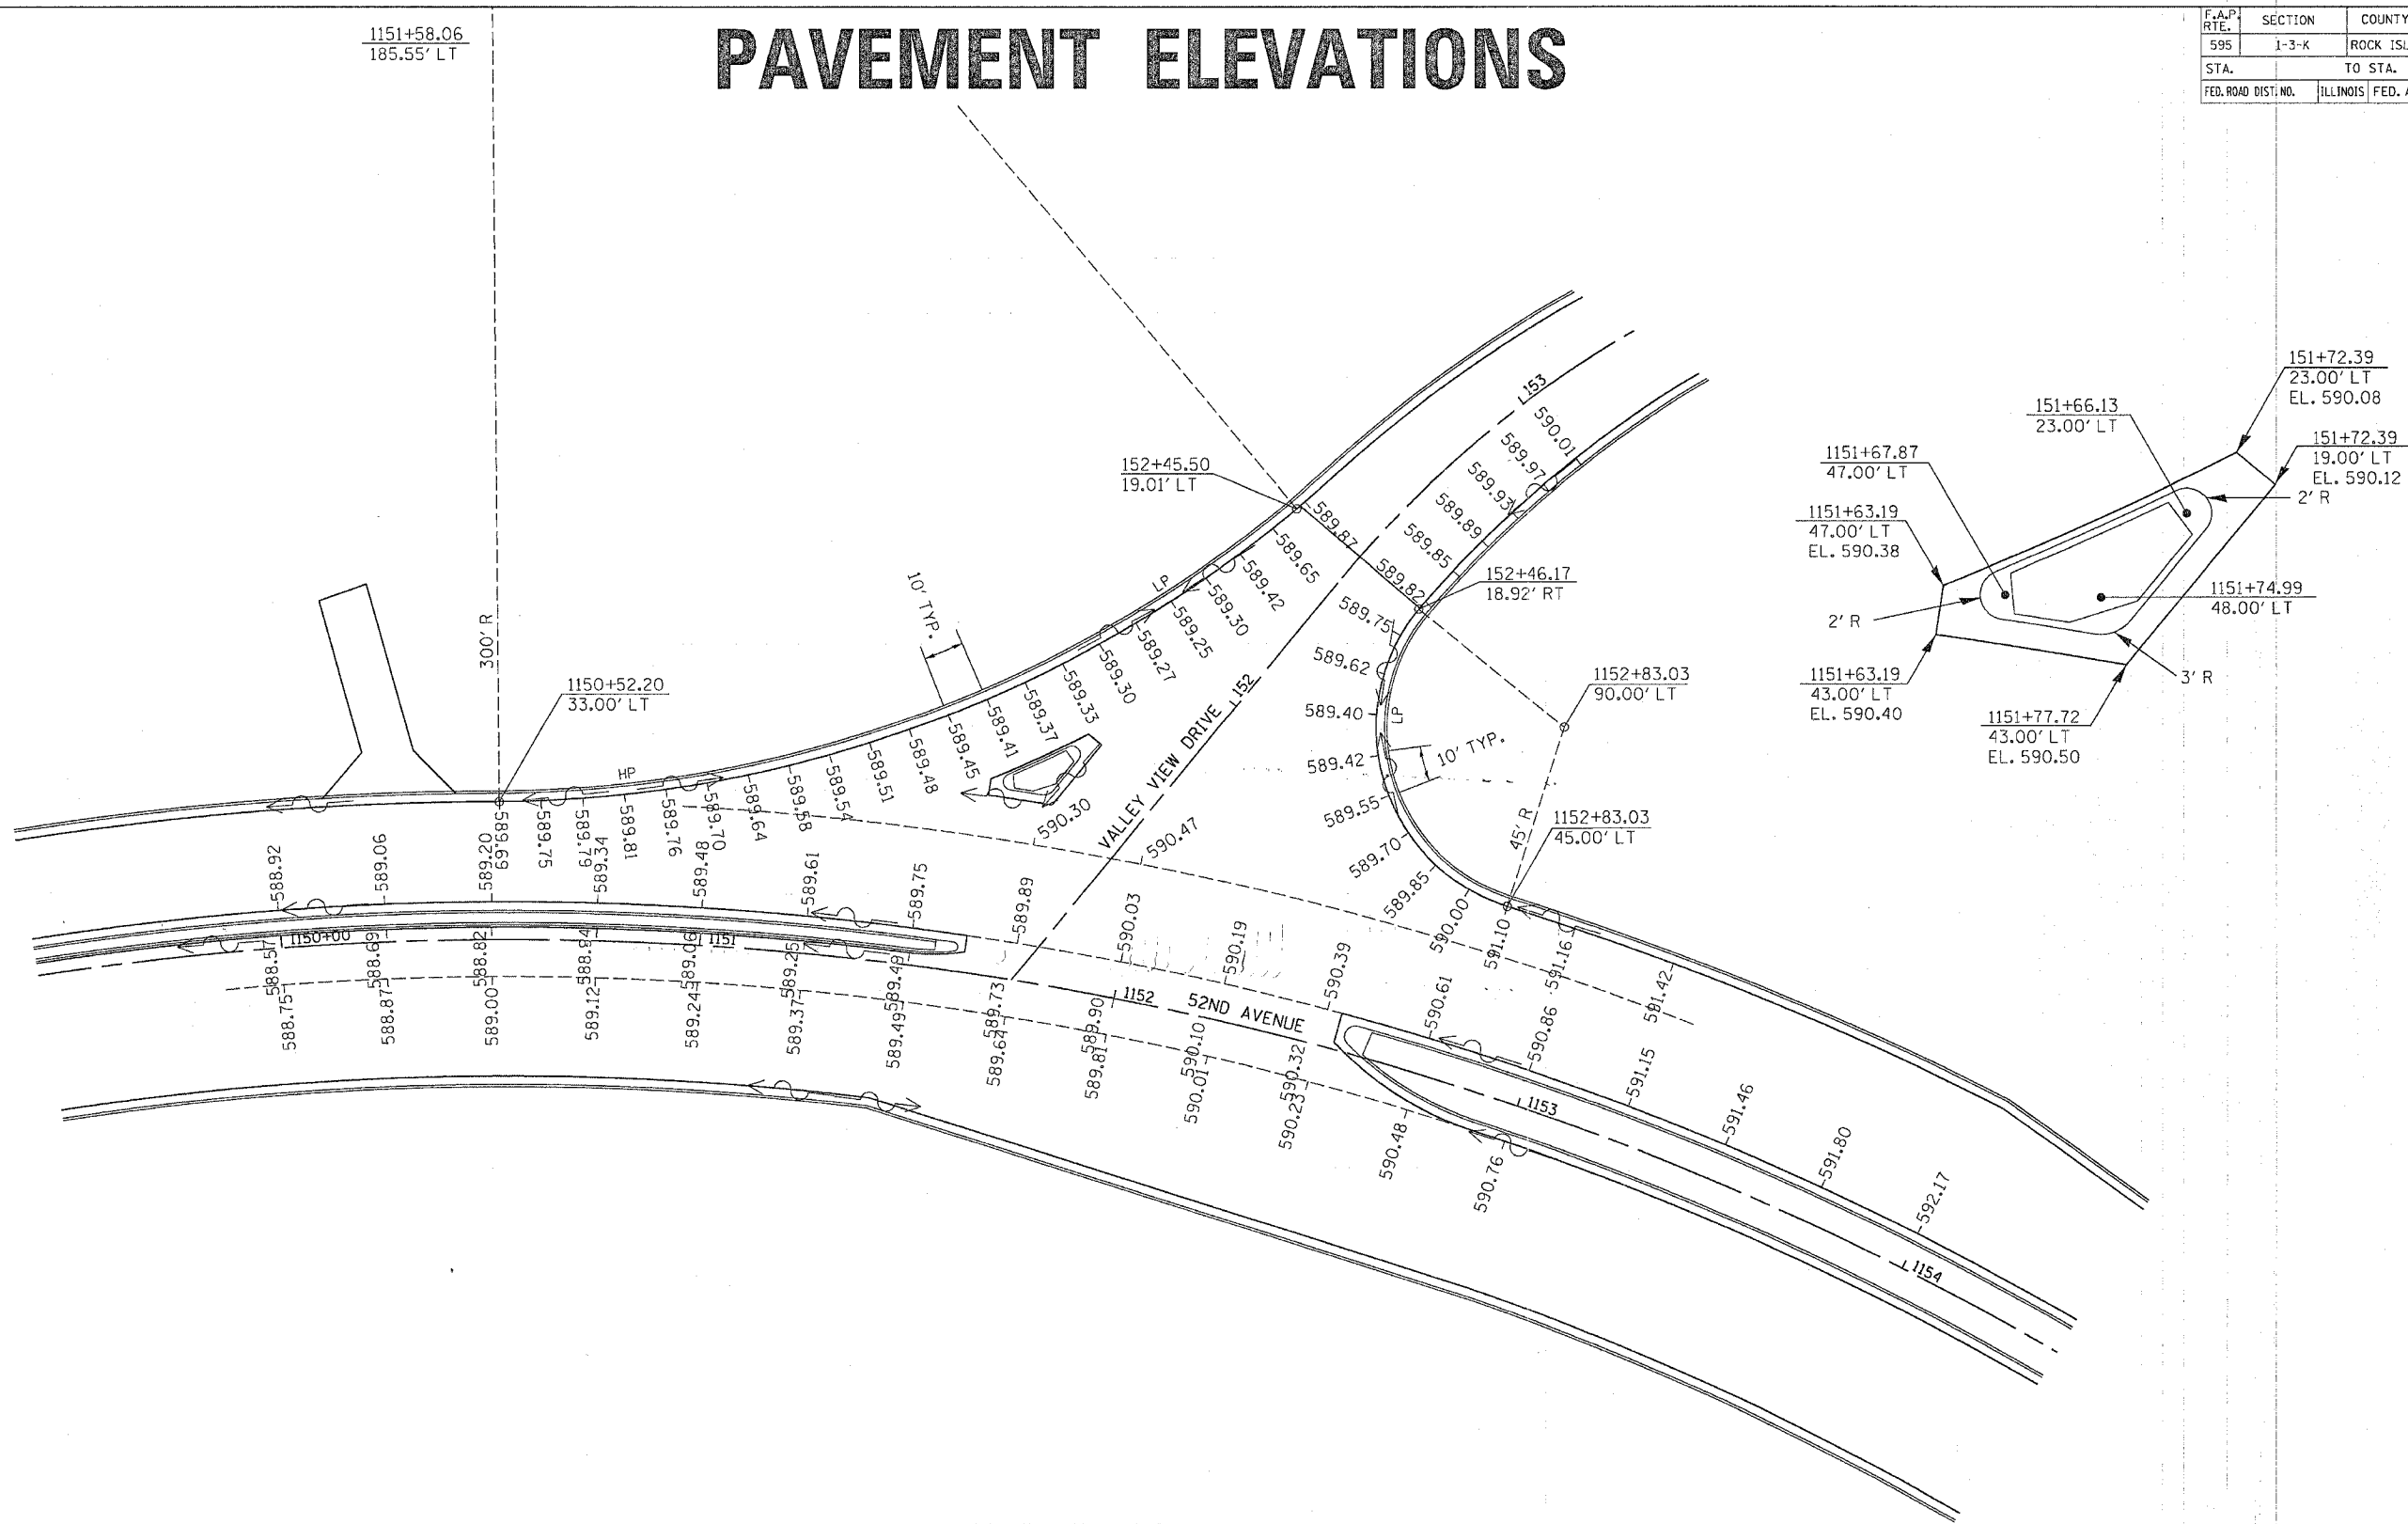 PAVEMENT ELEVATIONS
1151+58.06
185.55' LT
F.A.P. RTE. SECTION COUNTY
595 1-3-K ROCK ISL
STA. TO STA.
FED. ROAD DIST. NO. ILLINOIS FED. A
300' R
1150+52.20
33.00' LT
10' TYP.
HP
LP
152+45.50
19.01' LT
589.69
589.75
589.79
589.81
589.76
589.70
589.64
589.58
589.54
589.51
589.48
589.45
589.41
589.37
589.33
589.30
589.27
589.25
589.30
589.42
589.65
589.87
589.82
153
590.01
589.97
589.93
589.89
589.85
152+46.17
18.92' RT
589.75
589.62
589.40
LP
589.42
10' TYP.
589.55
589.70
589.85
590.00
591.10
591.16
591.42
1152+83.03
90.00' LT
45' R
1152+83.03
45.00' LT
VALLEY VIEW DRIVE
152
590.30
590.47
588.92
589.06
589.20
589.34
589.48
589.61
589.75
589.89
590.03
590.19
590.39
590.61
590.86
591.15
591.46
591.80
592.17
1150+00
1151
1152
52ND AVENUE
1153
1154
588.57
588.69
588.82
588.94
589.06
589.25
589.49
589.73
589.90
590.10
590.32
588.75
588.87
589.00
589.12
589.24
589.37
589.49
589.64
589.81
590.01
590.23
590.48
590.76
151+72.39
23.00' LT
EL. 590.08
151+66.13
23.00' LT
151+72.39
19.00' LT
EL. 590.12
2' R
1151+67.87
47.00' LT
1151+63.19
47.00' LT
EL. 590.38
1151+74.99
48.00' LT
2' R
3' R
1151+63.19
43.00' LT
EL. 590.40
1151+77.72
43.00' LT
EL. 590.50